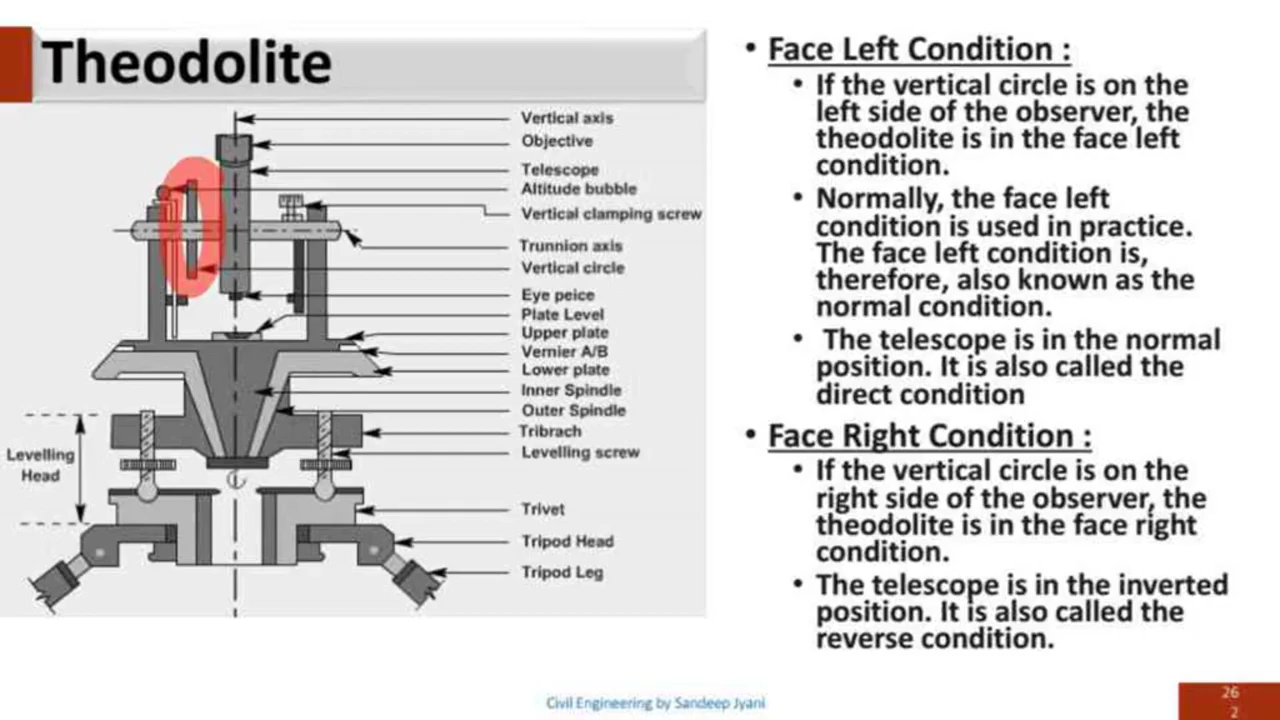 Theodolite
Vertical axis
Objective
Telescope
Altitude bubble
Vertical clamping screw
Trunnion axis
Vertical circle
Eye peice
Plate Level
Upper plate
Vernier A/B
Lower plate
Inner Spindle
Outer Spindle
Tribrach
Levelling screw
Levelling
Head
Trivet
Tripod Head
Tripod Leg
• Face Left Condition :
• If the vertical circle is on the
left side of the observer, the
theodolite is in the face left
condition.
• Normally, the face left
condition is used in practice.
The face left condition is,
therefore, also known as the
normal condition.
• The telescope is in the normal
position. It is also called the
direct condition
• Face Right Condition :
• If the vertical circle is on the
right side of the observer, the
theodolite is in the face right
condition.
• The telescope is in the inverted
position. It is also called the
reverse condition.
Civil Engineering by Sandeep Jyani
26
2